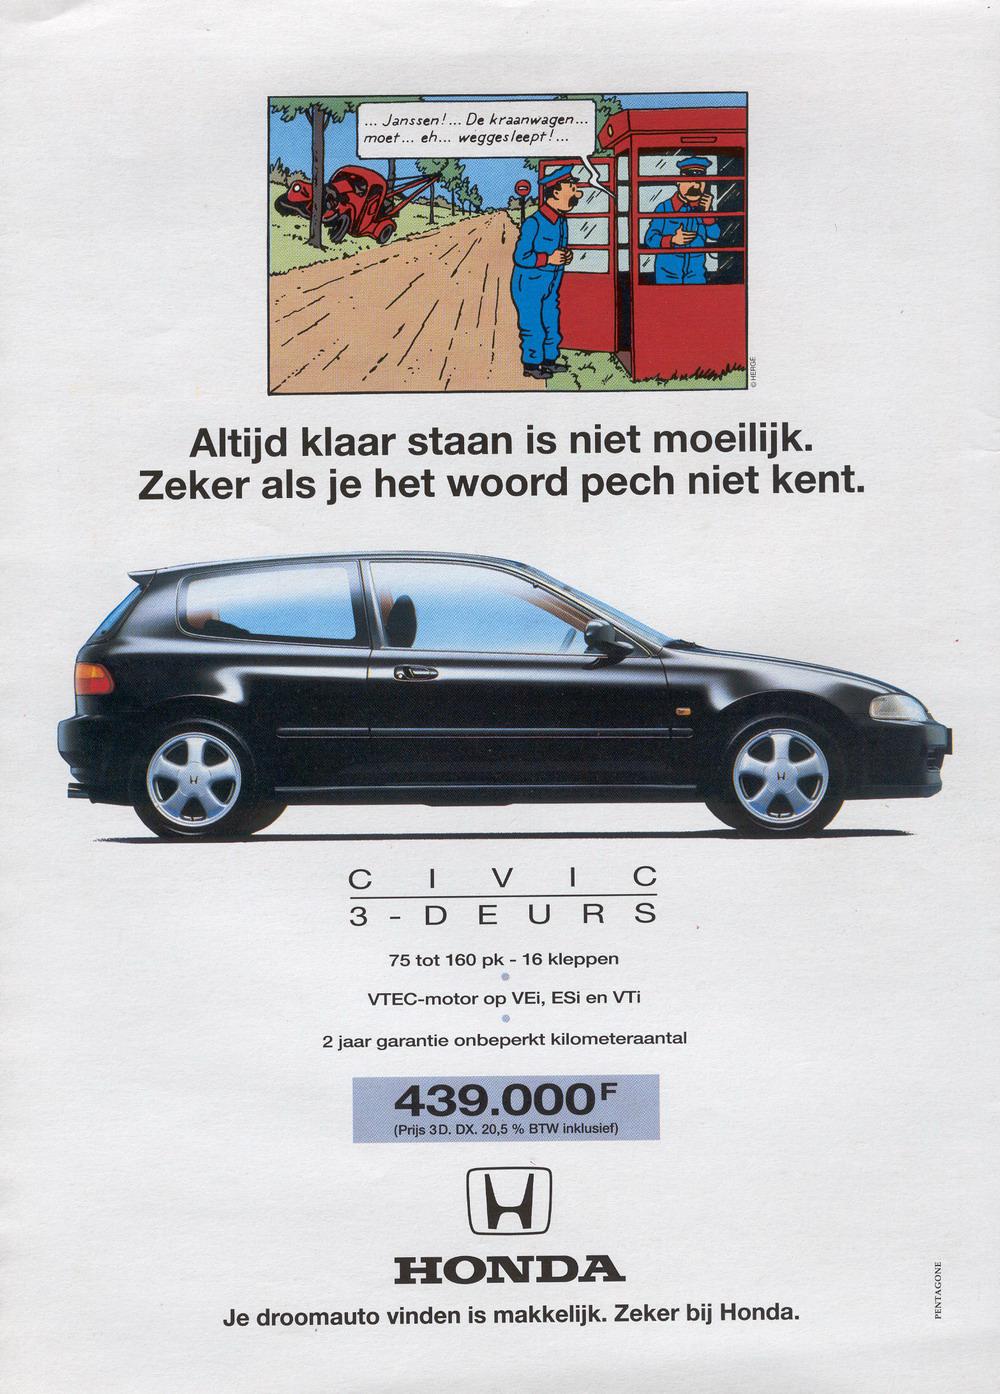 ... Janssen!... De kraanwagen...
moet... eh... weggesleept!...
© HERGÉ
Altijd klaar staan is niet moeilijk.
Zeker als je het woord pech niet kent.
CIVIC
3-DEURS
75 tot 160 pk - 16 kleppen
VTEC-motor op VEi, ESi en VTi
2 jaar garantie onbeperkt kilometeraantal
439.000F
(Prijs 3D. DX. 20,5 % BTW inklusief)
HONDA
Je droomauto vinden is makkelijk. Zeker bij Honda.
PENTAGONE